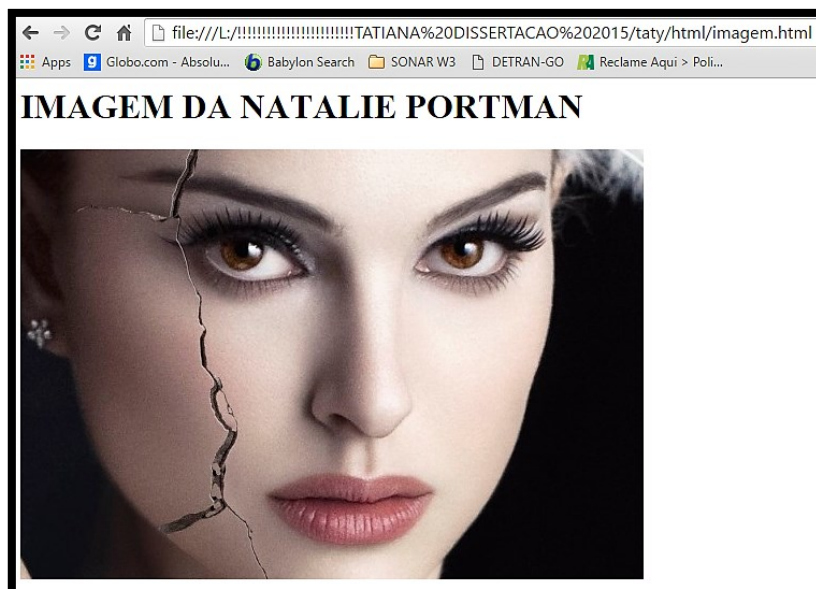 file:///L:/!!!!!!!!!!!!!!!!!!!!!!!!!!TATIANA%20DISSERTACAO%202015/taty/html/imagem.html
Apps Globo.com - Absolu... Babylon Search SONAR W3 DETRAN-GO Reclame Aqui > Poli...
IMAGEM DA NATALIE PORTMAN